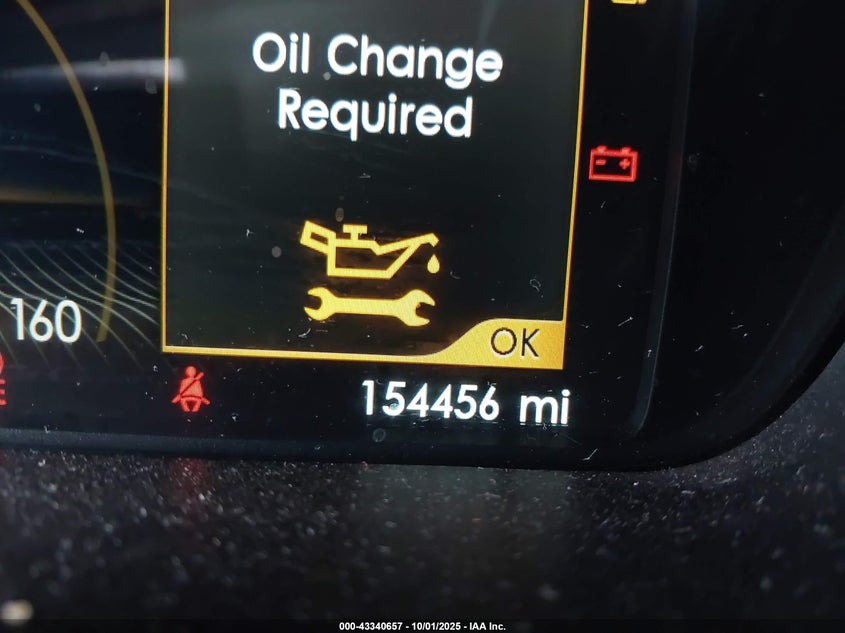 Oil Change
Required
160
OK
154456 mi
000-43340657 - 10/01/2025 - IAA Inc.